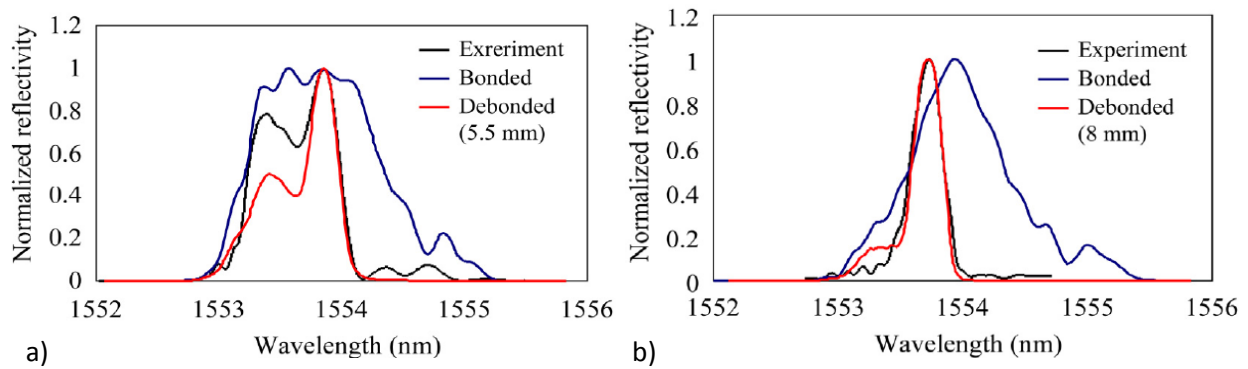 Normalized reflectivity
1.2
1
0.8
0.6
0.4
0.2
0
Exreriment
Bonded
Debonded
(5.5 mm)
1552
1553
1554
1555
1556
Wavelength (nm)
a)
Normalized reflectivity
1.2
1
0.8
0.6
0.4
0.2
0
Experiment
Bonded
Debonded
(8 mm)
1552
1553
1554
1555
1556
Wavelength (nm)
b)